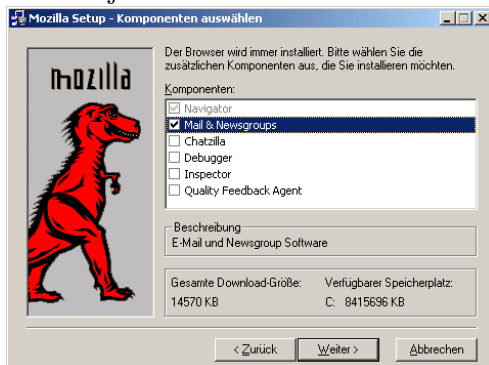 Mozilla Setup - Komponenten auswählen
mozilla
Der Browser wird immer installiert. Bitte wählen Sie die
zusätzlichen Komponenten aus, die Sie installieren möchten.
Komponenten:
Navigator
Mail & Newsgroups
Chatzilla
Debugger
Inspector
Quality Feedback Agent
Beschreibung
E-Mail und Newsgroup Software
Gesamte Download-Größe: Verfügbarer Speicherplatz:
14570 KB C: 8415696 KB
< Zurück Weiter > Abbrechen